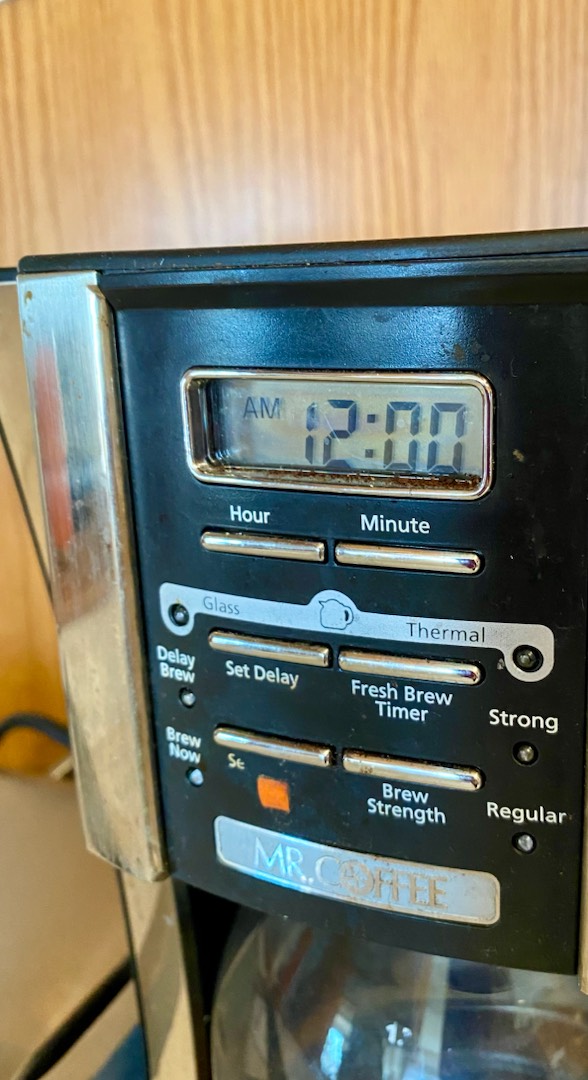 AM 12:00
Hour Minute
Glass
Thermal
Delay
Brew
Set Delay
Fresh Brew
Timer
Strong
Brew
Now
Se
Brew
Strength
Regular
MR. COFFEE